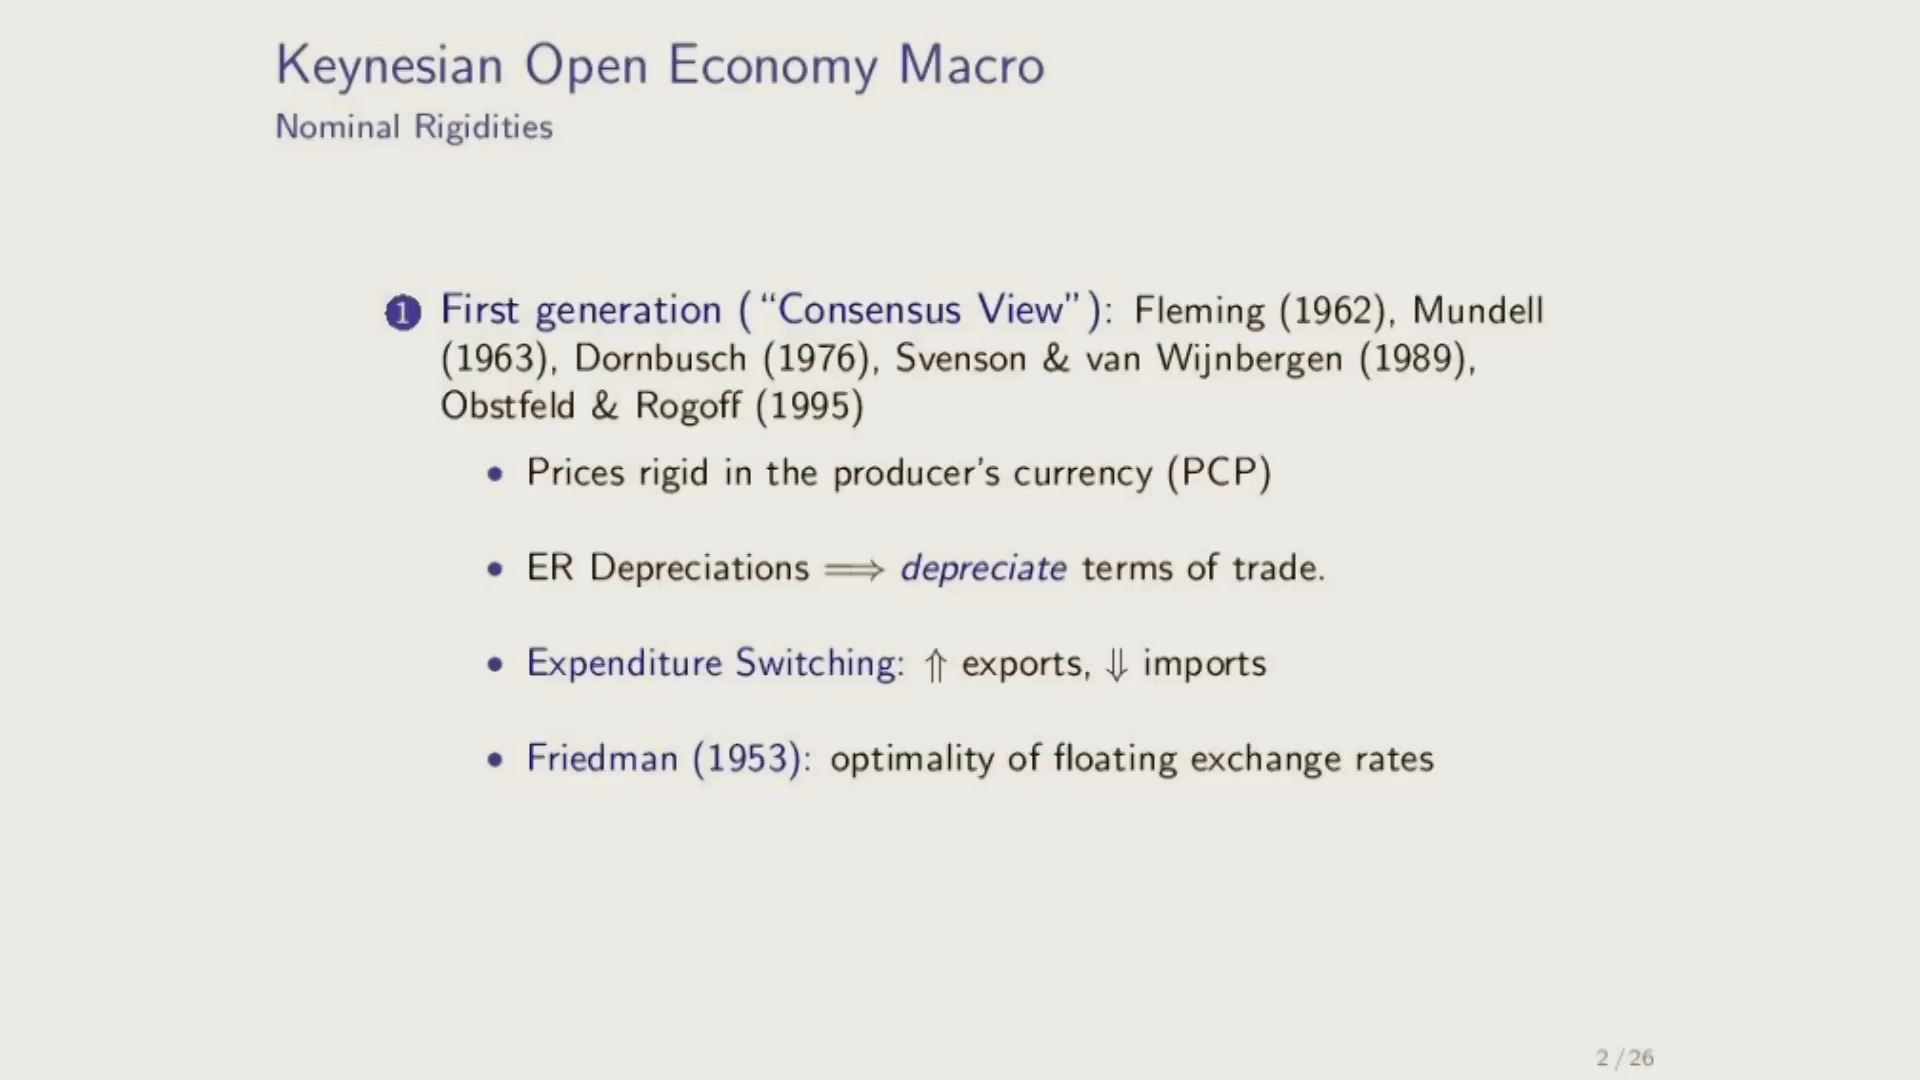 Keynesian Open Economy Macro
Nominal Rigidities
1 First generation (“Consensus View”): Fleming (1962), Mundell
(1963), Dornbusch (1976), Svenson & van Wijnbergen (1989),
Obstfeld & Rogoff (1995)
• Prices rigid in the producer's currency (PCP)
• ER Depreciations ⟹ depreciate terms of trade.
• Expenditure Switching: ⇑ exports, ⇓ imports
• Friedman (1953): optimality of floating exchange rates
2 / 26